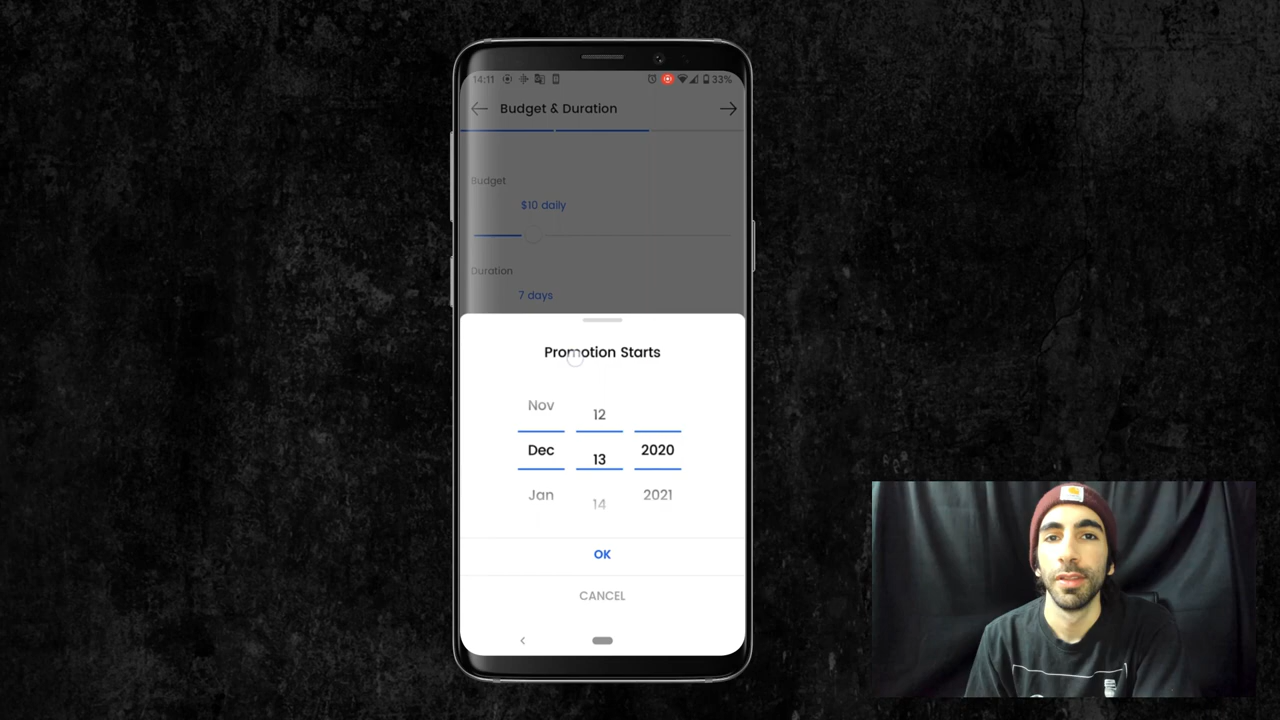 14:11
33%
Budget & Duration
Budget
$10 daily
Duration
7 days
Promotion Starts
Nov
12
Dec
13
2020
Jan
14
2021
OK
CANCEL